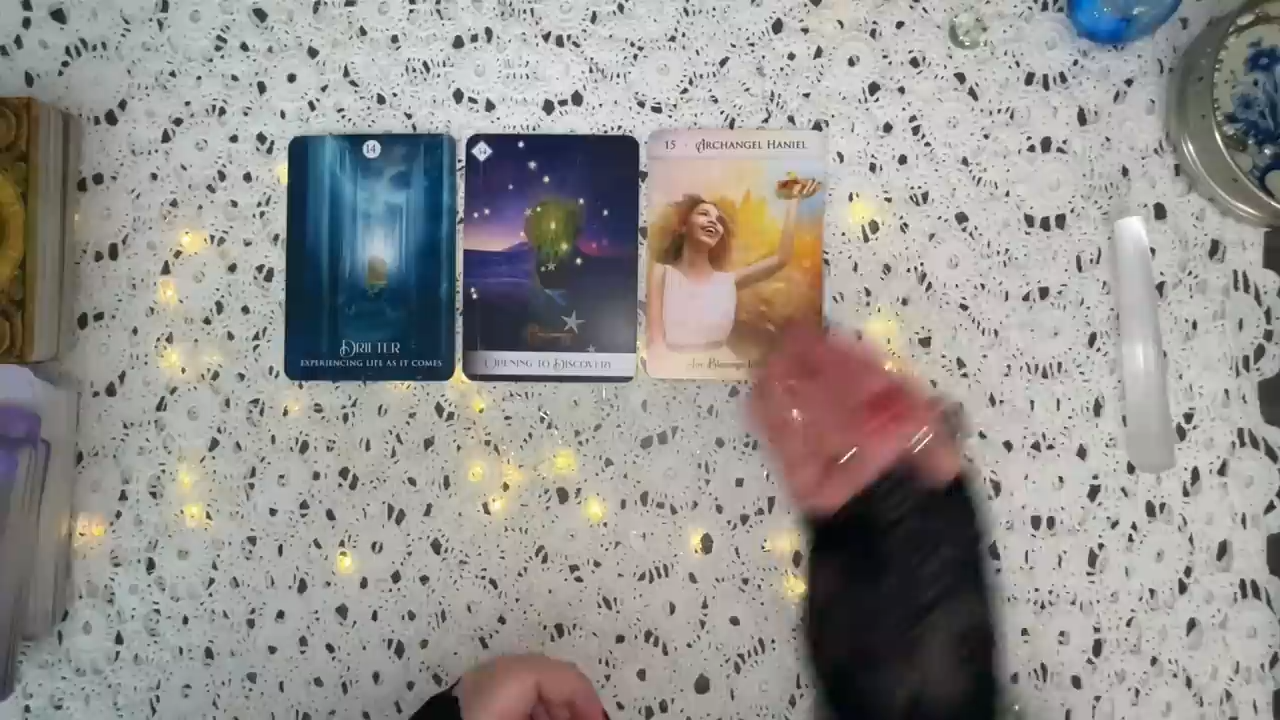 14
DRIFTER
EXPERIENCING LIFE AS IT COMES
OPENING TO DISCOVERY
15
ARCHANGEL HANIEL